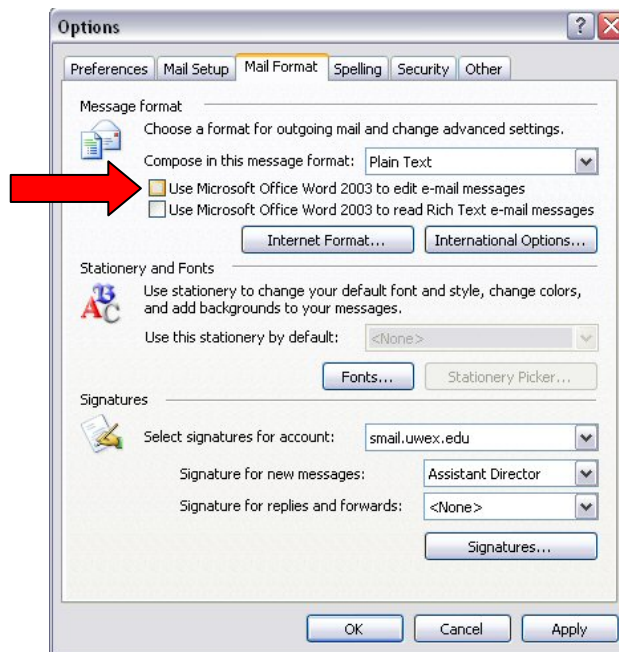 Options
Preferences Mail Setup Mail Format Spelling Security Other
Message format
Choose a format for outgoing mail and change advanced settings.
Compose in this message format: Plain Text
Use Microsoft Office Word 2003 to edit e-mail messages
Use Microsoft Office Word 2003 to read Rich Text e-mail messages
Internet Format... International Options...
Stationery and Fonts
Use stationery to change your default font and style, change colors,
and add backgrounds to your messages.
Use this stationery by default: <None>
Fonts... Stationery Picker...
Signatures
Select signatures for account: smail.uwex.edu
Signature for new messages: Assistant Director
Signature for replies and forwards: <None>
Signatures...
OK Cancel Apply